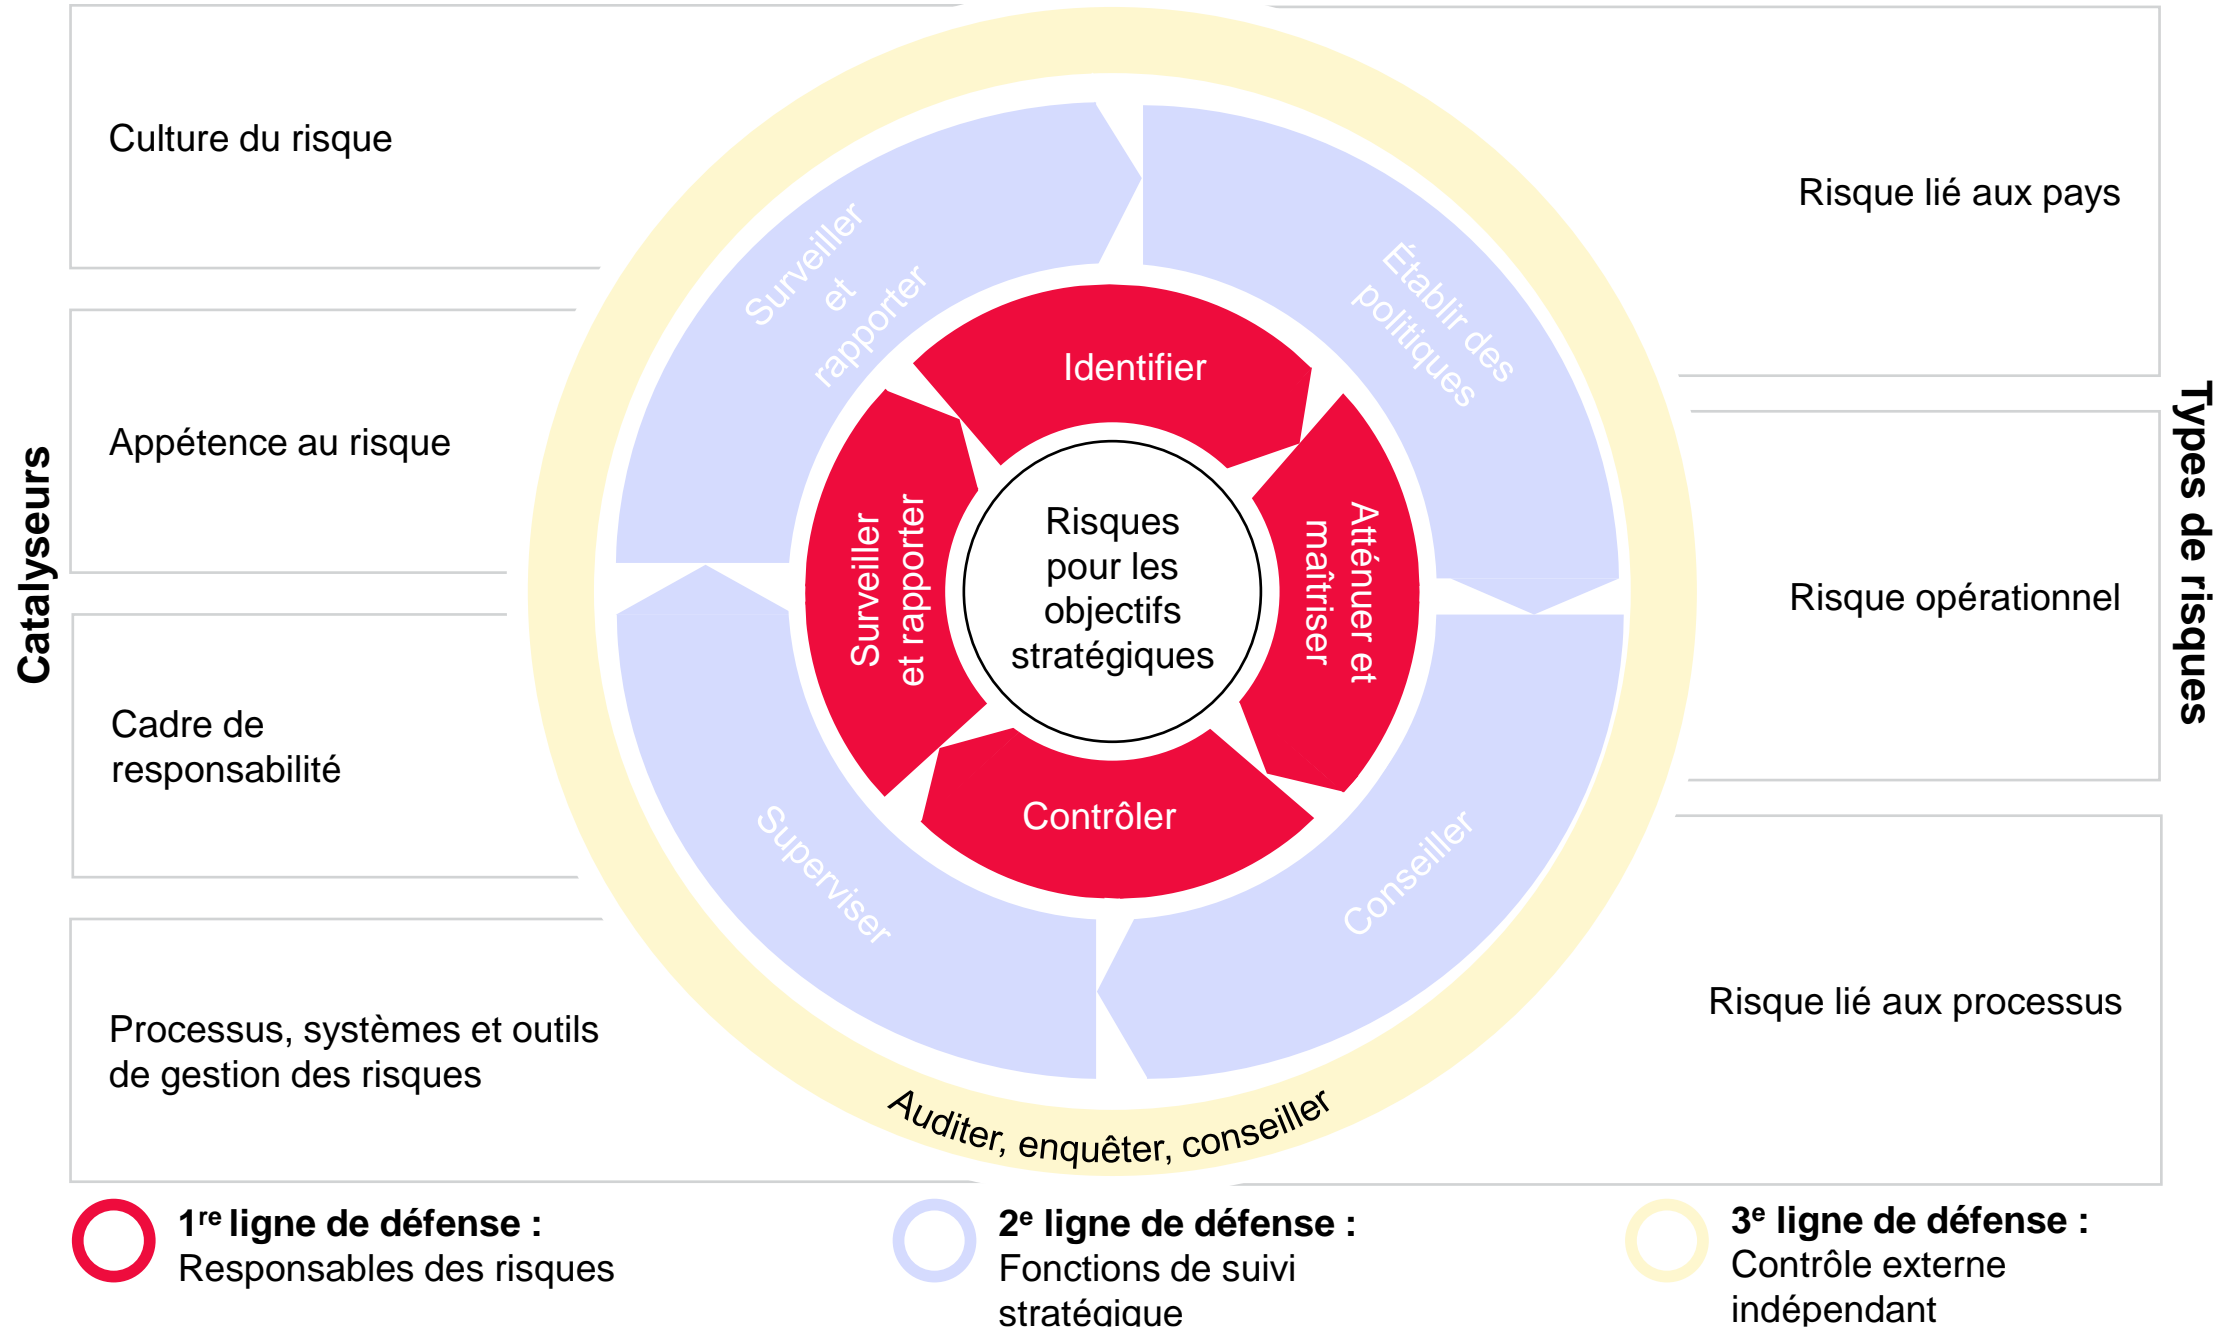 Catalyseurs
Culture du risque
Appétence au risque
Cadre de
responsabilité
Processus, systèmes et outils
de gestion des risques
Surveiller
et
rapporter
Établir des
politiques
Conseiller
Superviser
Identifier
Atténuer et
maîtriser
Contrôler
Surveiller
et rapporter
Risques
pour les
objectifs
stratégiques
Auditer, enquêter, conseiller
Types de risques
Risque lié aux pays
Risque opérationnel
Risque lié aux processus
1re ligne de défense :
Responsables des risques
2e ligne de défense :
Fonctions de suivi
stratégique
3e ligne de défense :
Contrôle externe
indépendant